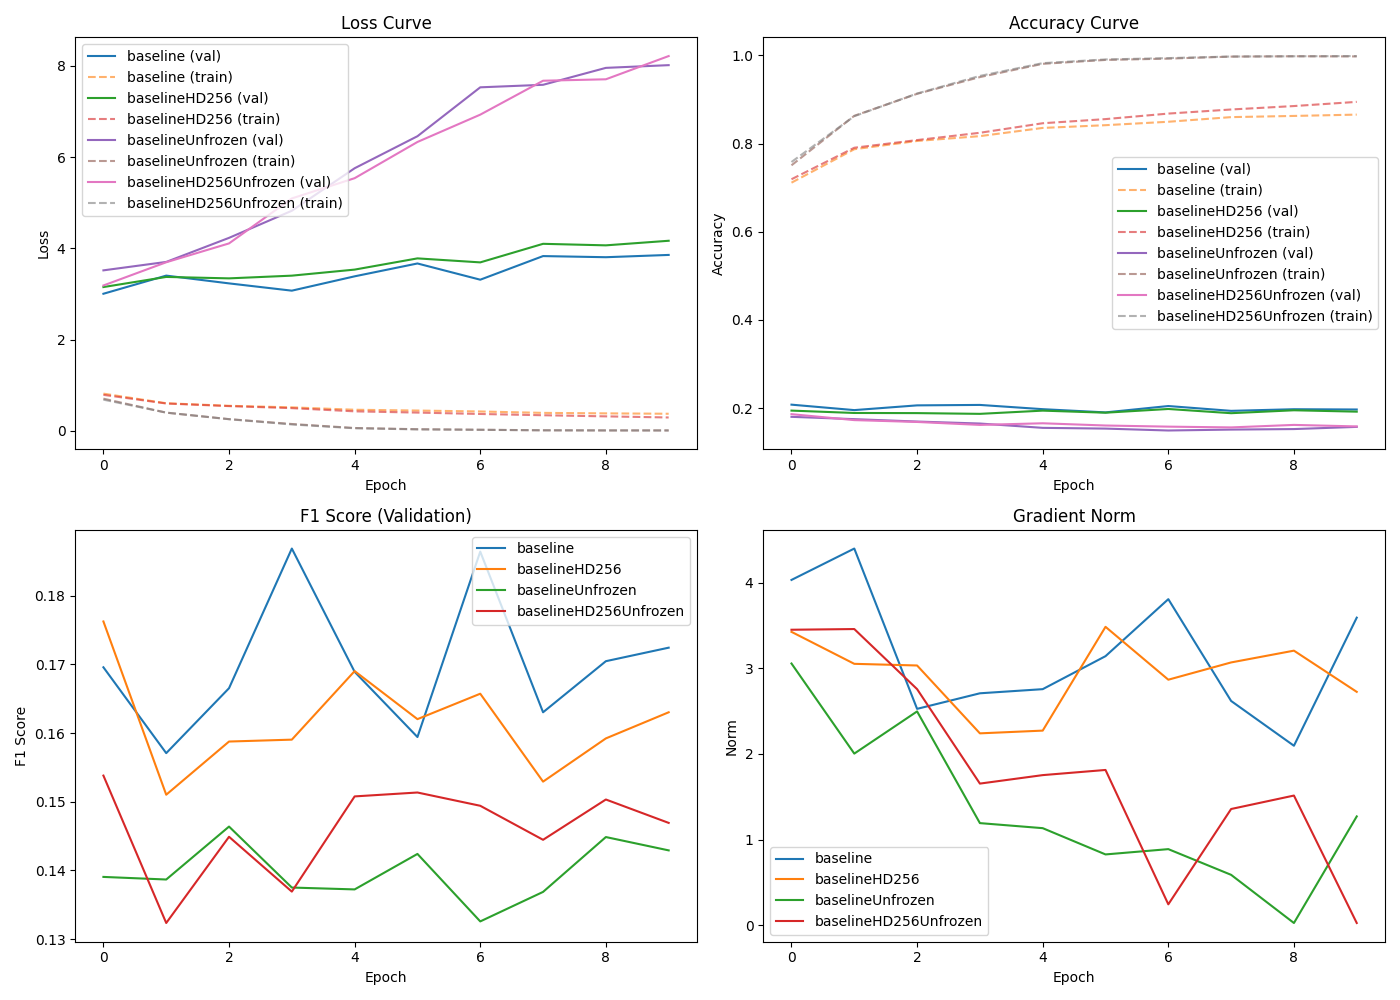 Loss Curve
baseline (val)
baseline (train)
baselineHD256 (val)
baselineHD256 (train)
baselineUnfrozen (val)
baselineUnfrozen (train)
baselineHD256Unfrozen (val)
baselineHD256Unfrozen (train)
8
6
4
2
0
Loss
0 2 4 6 8
Epoch
Accuracy Curve
1.0
0.8
0.6
0.4
0.2
Accuracy
baseline (val)
baseline (train)
baselineHD256 (val)
baselineHD256 (train)
baselineUnfrozen (val)
baselineUnfrozen (train)
baselineHD256Unfrozen (val)
baselineHD256Unfrozen (train)
0 2 4 6 8
Epoch
F1 Score (Validation)
baseline
baselineHD256
baselineUnfrozen
baselineHD256Unfrozen
0.18
0.17
0.16
0.15
0.14
0.13
F1 Score
0 2 4 6 8
Epoch
Gradient Norm
4
3
2
1
0
Norm
baseline
baselineHD256
baselineUnfrozen
baselineHD256Unfrozen
0 2 4 6 8
Epoch